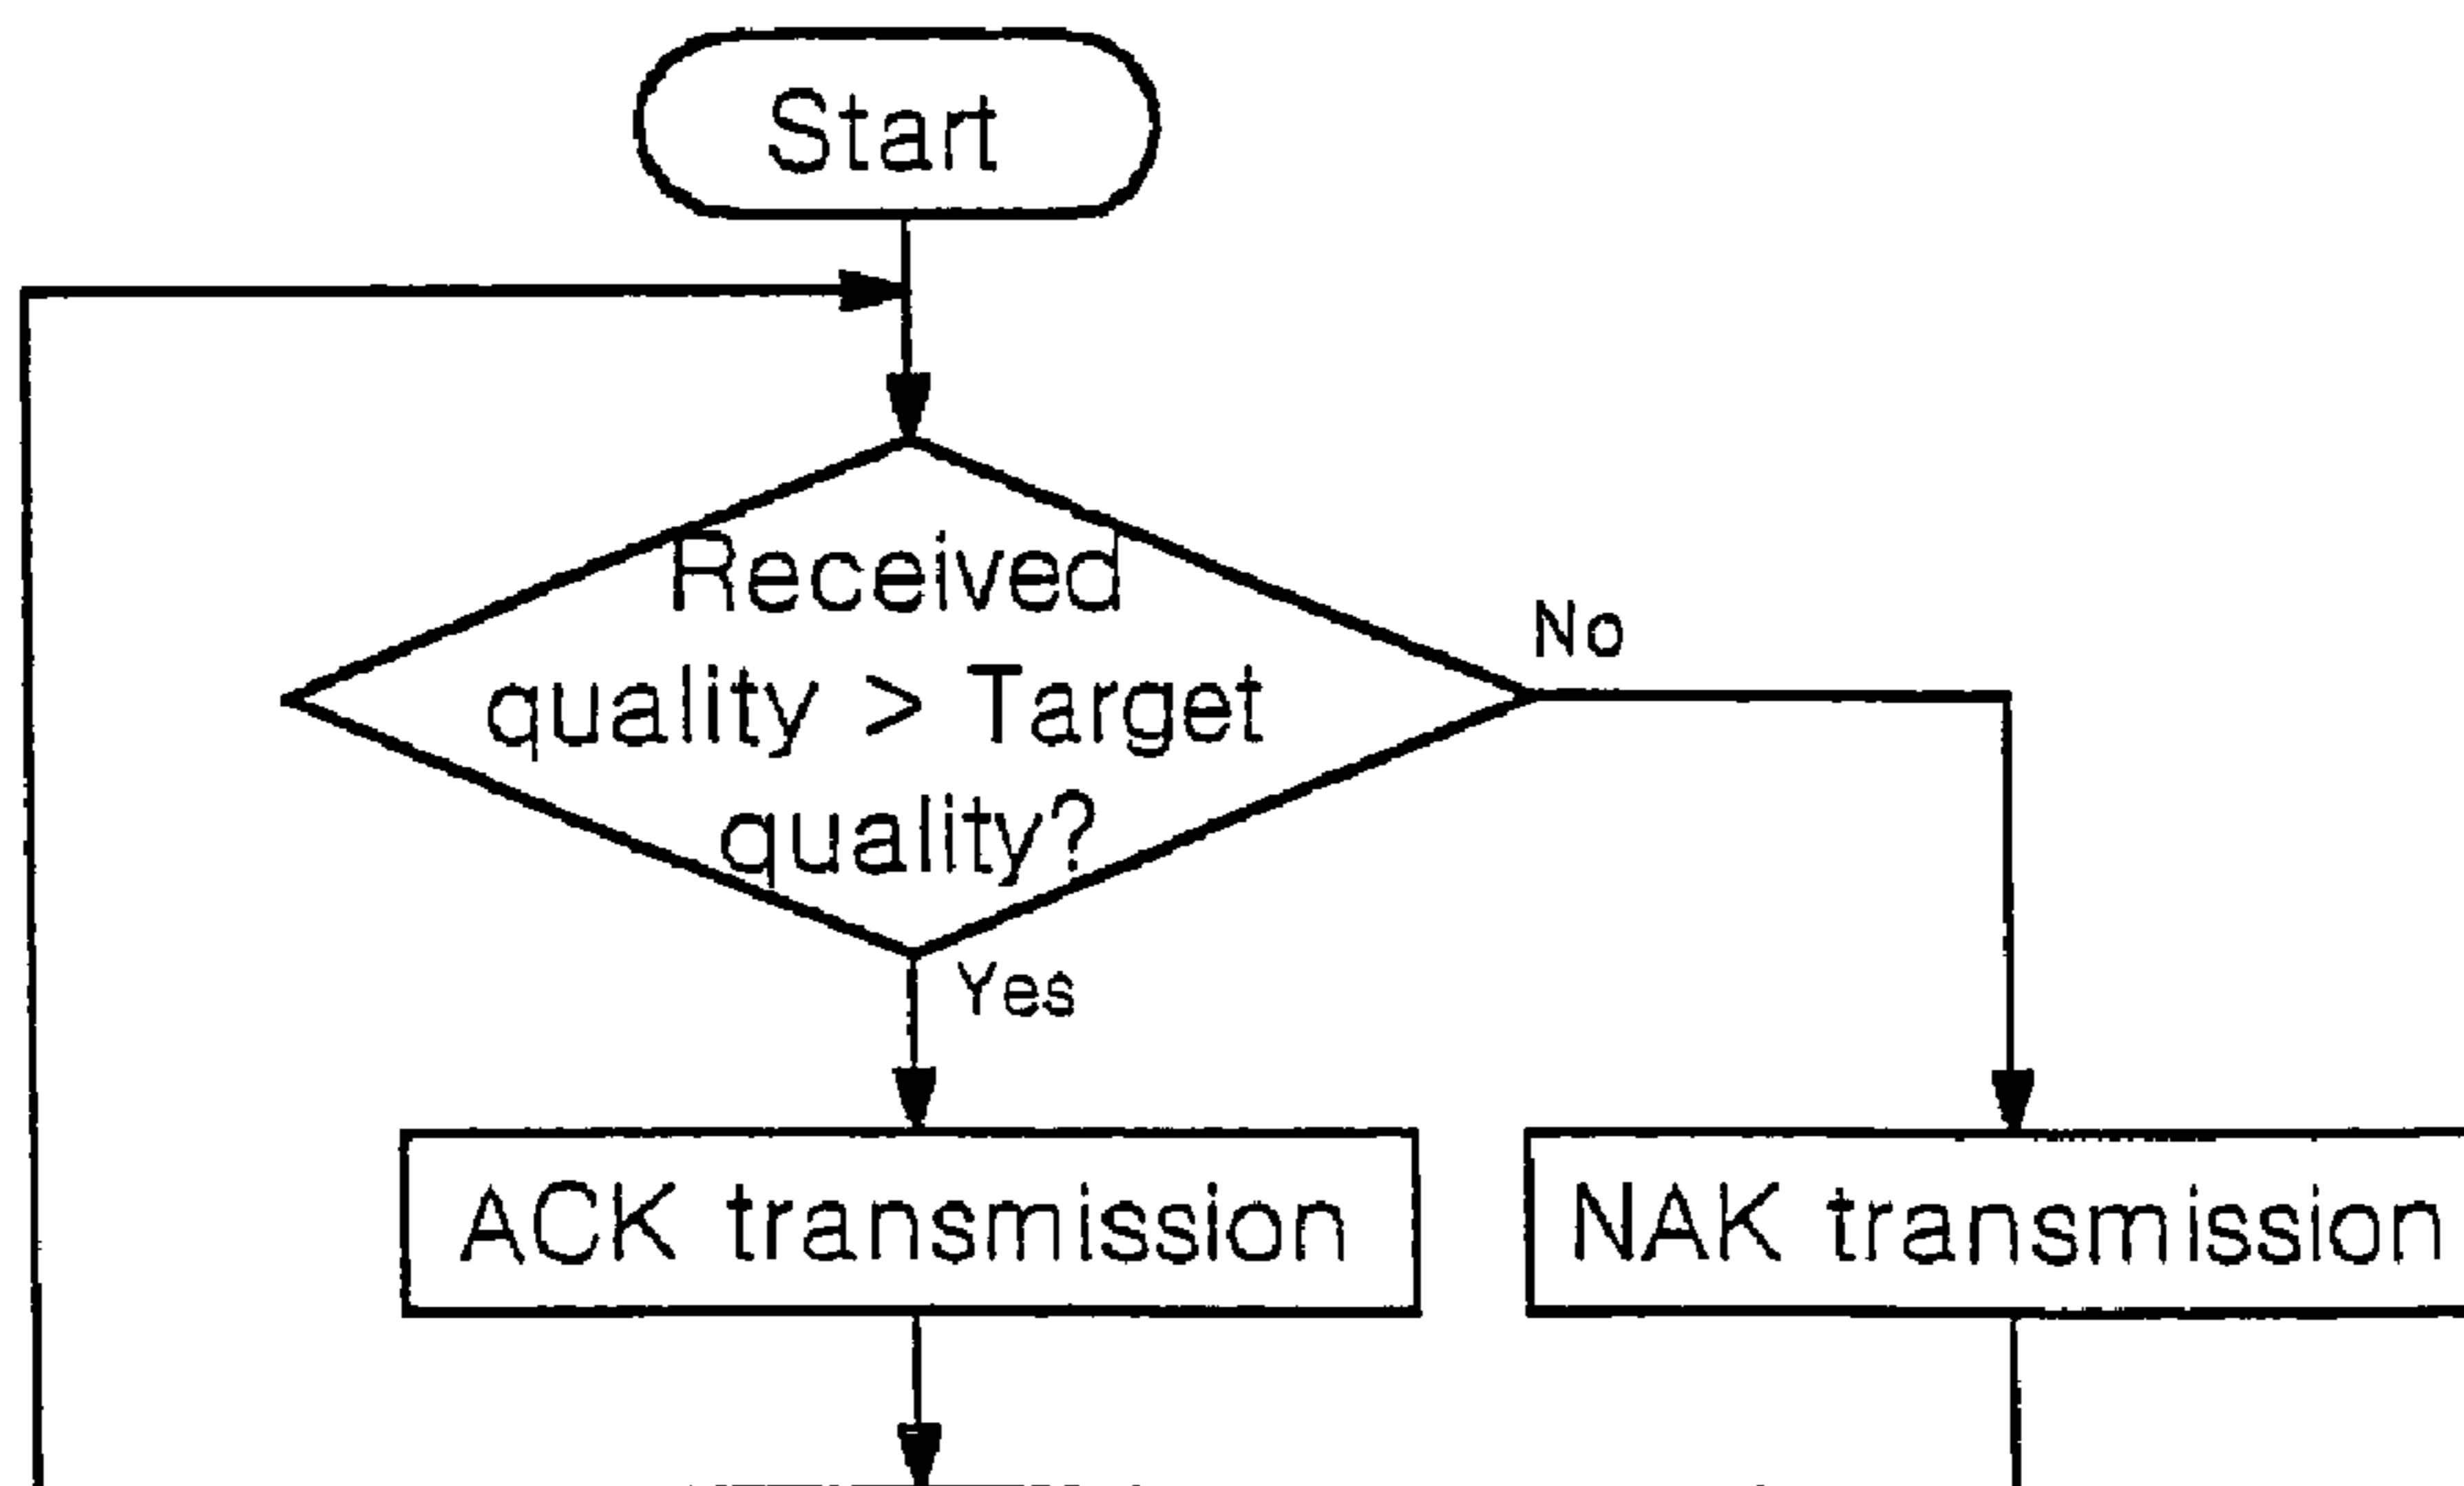 Start
Received
quality > Target
quality?
No
Yes
ACK transmission
NAK transmission